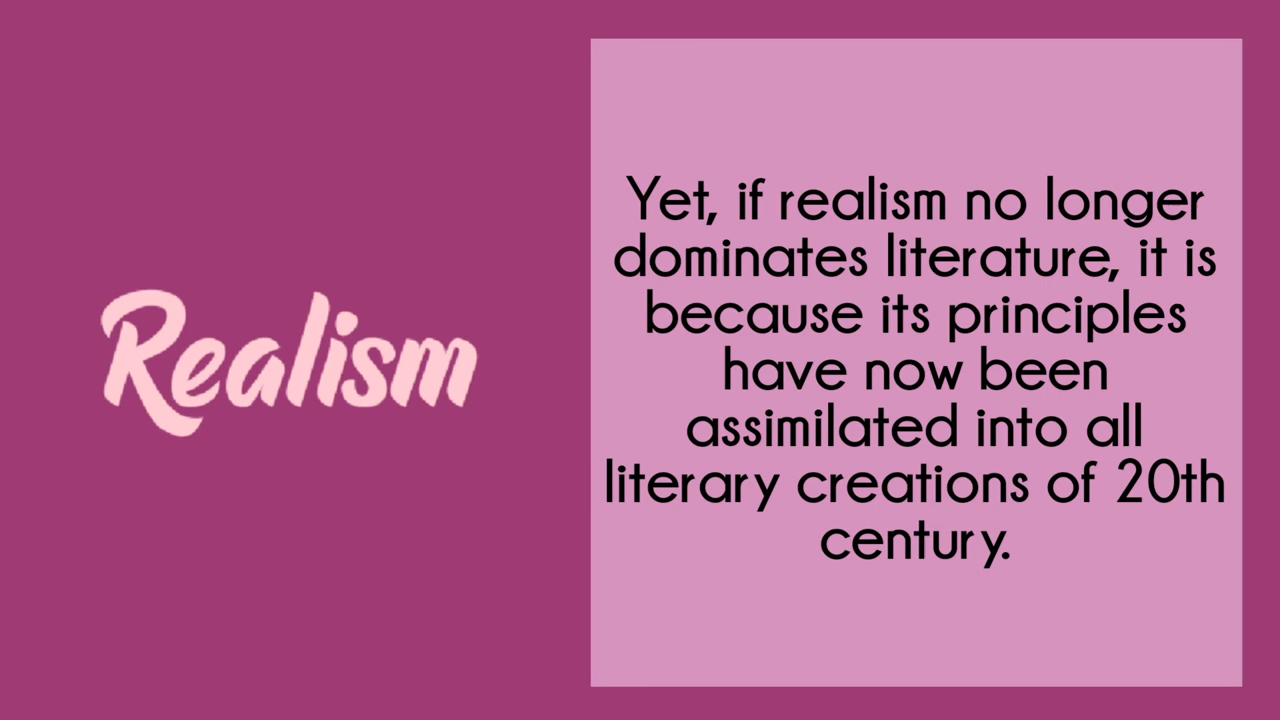 Realism
Yet, if realism no longer
dominates literature, it is
because its principles
have now been
assimilated into all
literary creations of 20th
century.